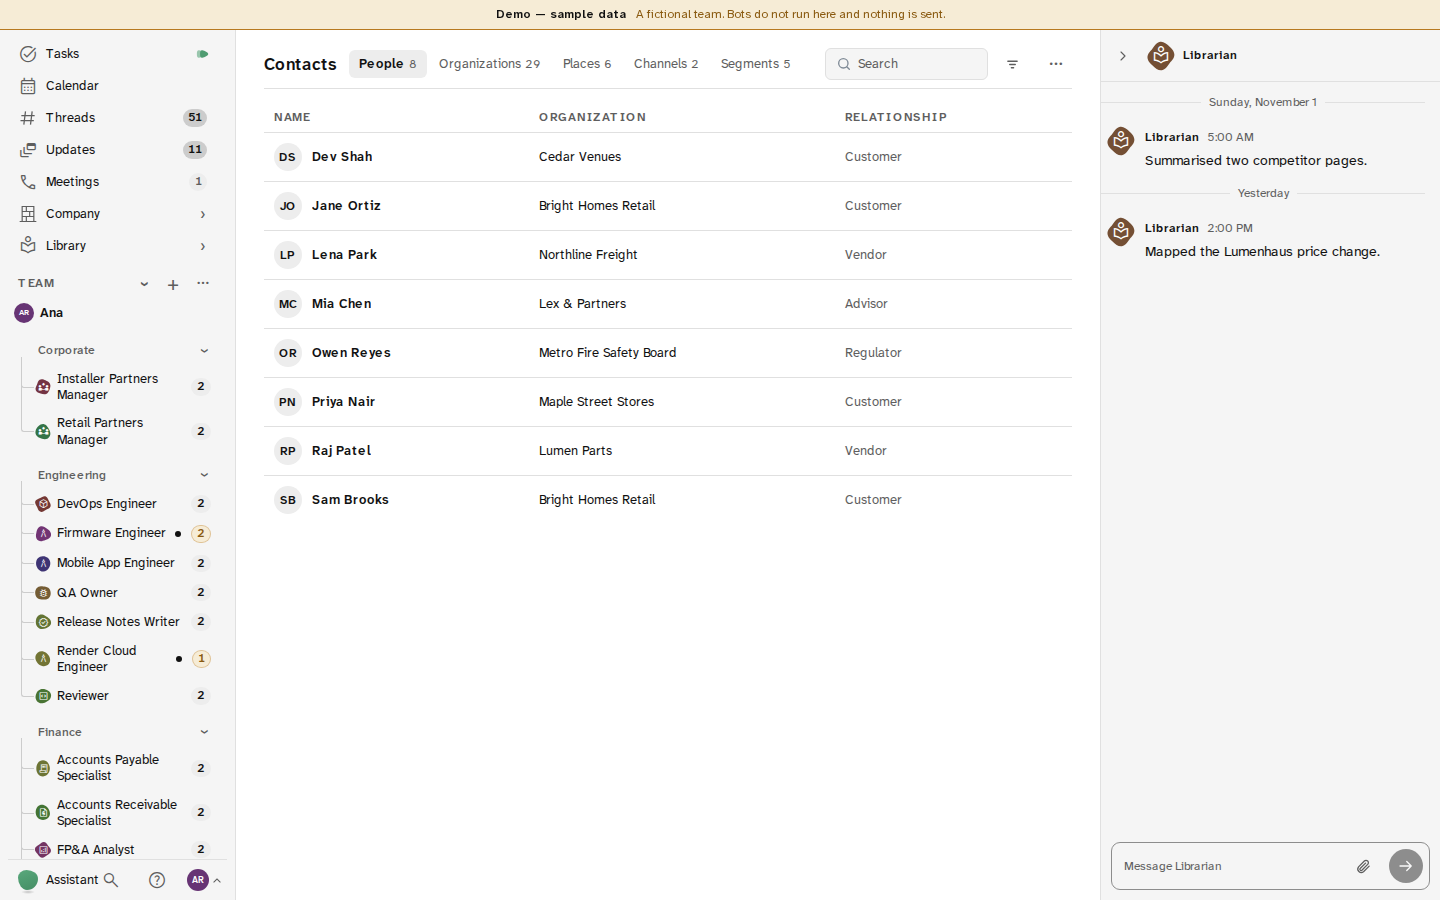 Demo — sample data A fictional team. Bots do not run here and nothing is sent.
Tasks
Calendar
Threads 51
Updates 11
Meetings 1
Company
Library
TEAM
AR Ana
Corporate
Installer Partners
Manager 2
Retail Partners
Manager 2
Engineering
DevOps Engineer 2
Firmware Engineer 2
Mobile App Engineer 2
QA Owner 2
Release Notes Writer 2
Render Cloud
Engineer 1
Reviewer 2
Finance
Accounts Payable
Specialist 2
Accounts Receivable
Specialist 2
FP&A Analyst 2
Assistant AR
Contacts People 8 Organizations 29 Places 6 Channels 2 Segments 5 Search
NAME ORGANIZATION RELATIONSHIP
DS Dev Shah Cedar Venues Customer
JO Jane Ortiz Bright Homes Retail Customer
LP Lena Park Northline Freight Vendor
MC Mia Chen Lex & Partners Advisor
OR Owen Reyes Metro Fire Safety Board Regulator
PN Priya Nair Maple Street Stores Customer
RP Raj Patel Lumen Parts Vendor
SB Sam Brooks Bright Homes Retail Customer
Librarian
Sunday, November 1
Librarian 5:00 AM
Summarised two competitor pages.
Yesterday
Librarian 2:00 PM
Mapped the Lumenhaus price change.
Message Librarian